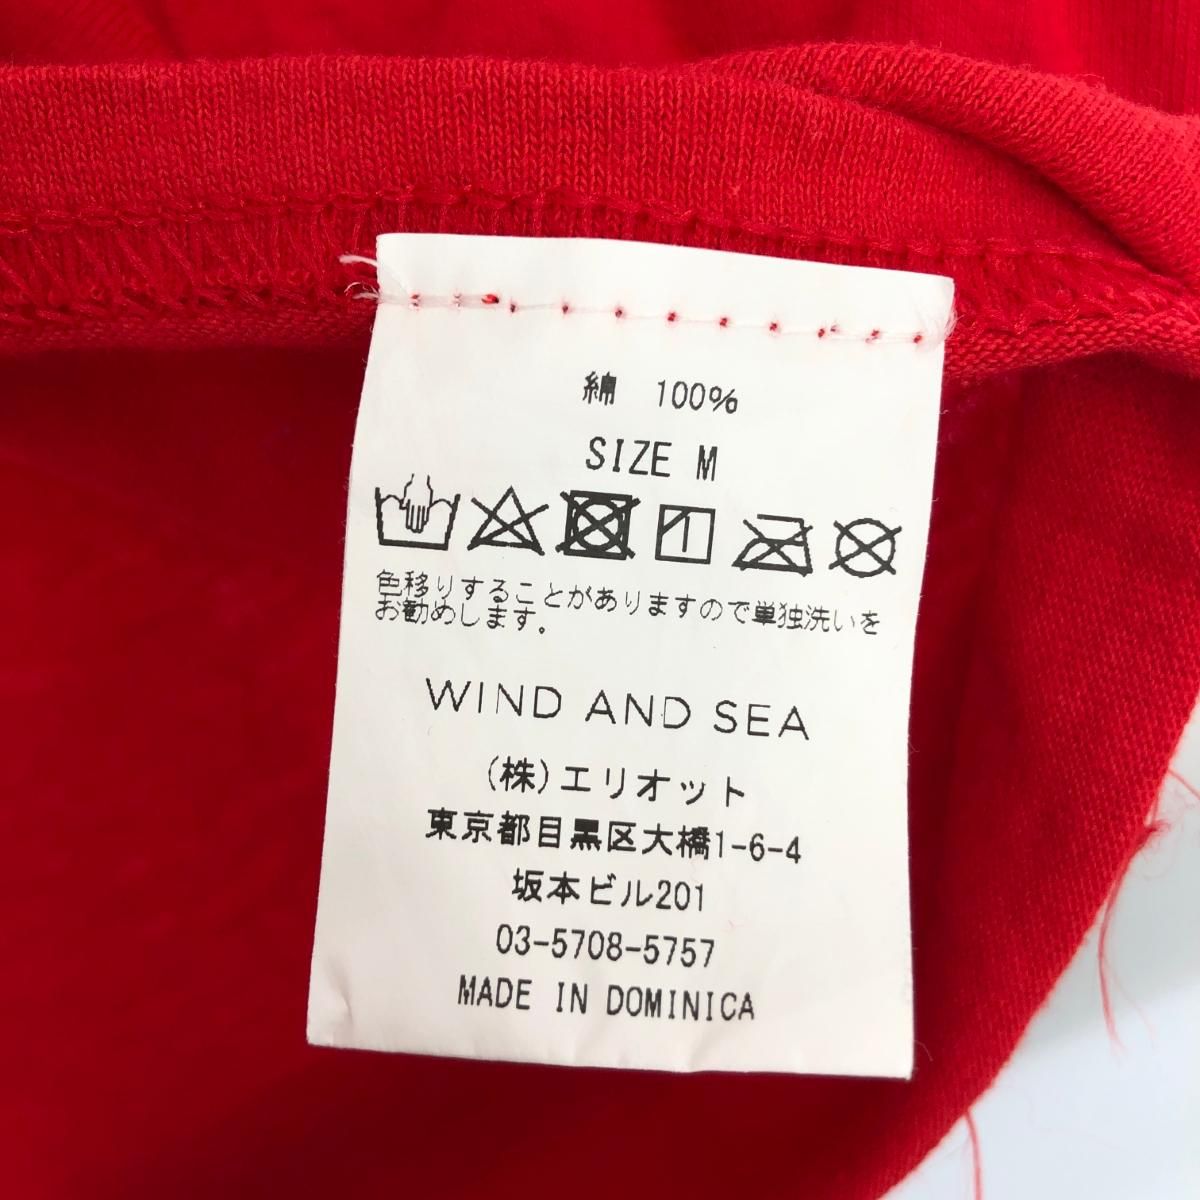 綿 100%
SIZE M
色移りすることがありますので単独洗いを
お勧めします。
WIND AND SEA
(株)エリオット
東京都目黒区大橋1-6-4
坂本ビル201
03-5708-5757
MADE IN DOMINICA